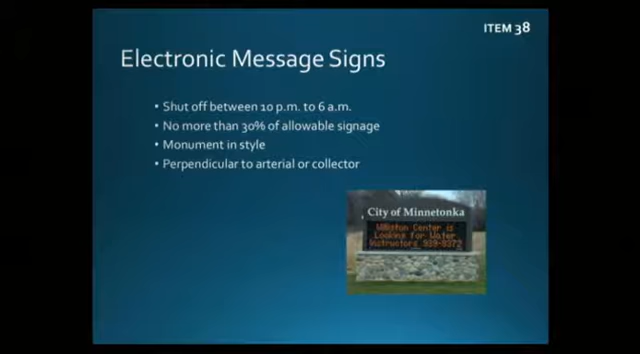 ITEM 38
Electronic Message Signs
• Shut off between 10 p.m. to 6 a.m.
• No more than 30% of allowable signage
• Monument in style
• Perpendicular to arterial or collector
City of Minnetonka
Williston Center is
Looking for Water
Instructors 939-8372